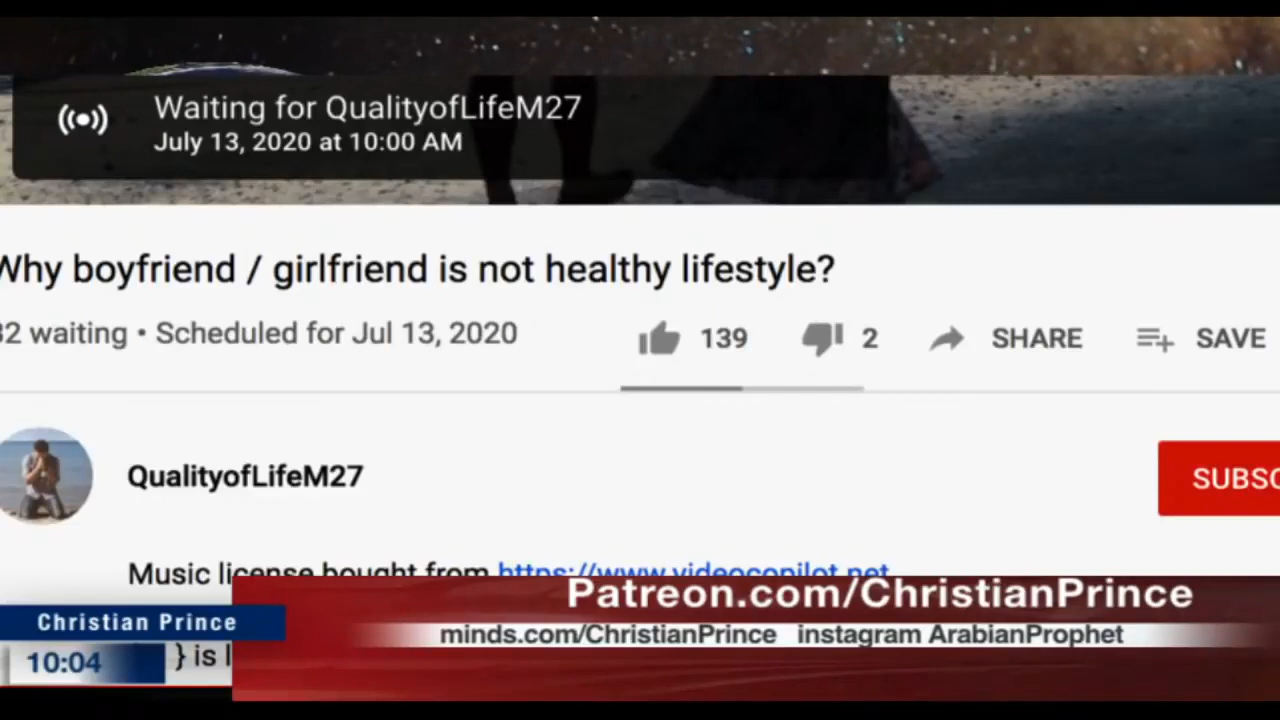 Waiting for QualityofLifeM27
July 13, 2020 at 10:00 AM
Why boyfriend / girlfriend is not healthy lifestyle?
32 waiting • Scheduled for Jul 13, 2020
139
2
SHARE
SAVE
QualityofLifeM27
SUBSC
Music license bought from https://www.videocopilot.net
Patreon.com/ChristianPrince
Christian Prince
minds.com/ChristianPrince instagram ArabianProphet
10:04
} is